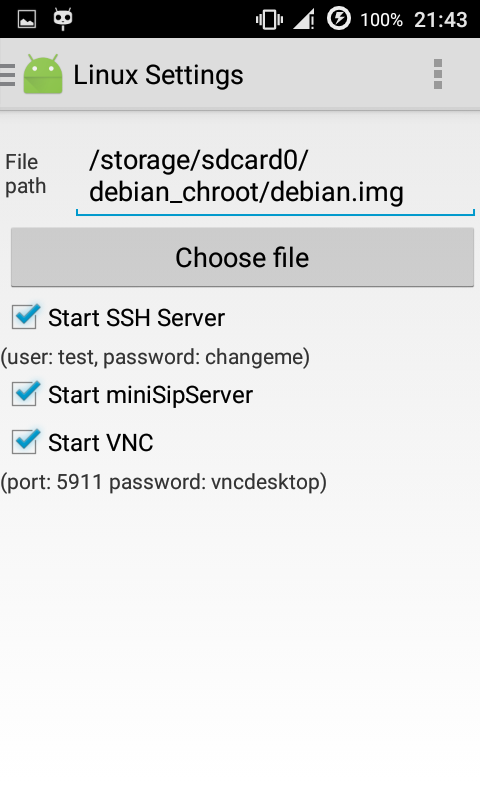 100% 21:43
Linux Settings
File
path
/storage/sdcard0/
debian_chroot/debian.img
Choose file
Start SSH Server
(user: test, password: changeme)
Start miniSipServer
Start VNC
(port: 5911 password: vncdesktop)